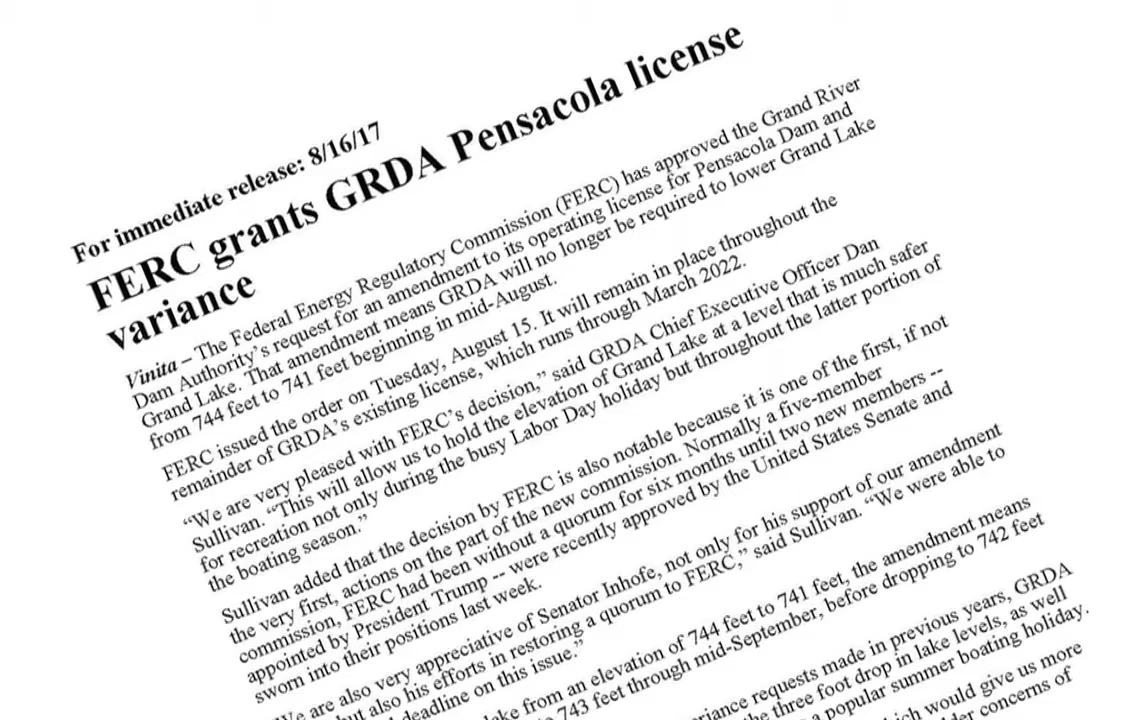 For immediate release: 8/16/17
FERC grants GRDA Pensacola license
variance
Vinita – The Federal Energy Regulatory Commission (FERC) has approved the Grand River
Dam Authority's request for an amendment to its operating license for Pensacola Dam and
Grand Lake. That amendment means GRDA will no longer be required to lower Grand Lake
from 744 feet to 741 feet beginning in mid-August.
FERC issued the order on Tuesday, August 15. It will remain in place throughout the
remainder of GRDA's existing license, which runs through March 2022.
“We are very pleased with FERC's decision,” said GRDA Chief Executive Officer Dan
Sullivan. “This will allow us to hold the elevation of Grand Lake at a level that is much safer
for recreation not only during the busy Labor Day holiday but throughout the latter portion of
the boating season.”
Sullivan added that the decision by FERC is also notable because it is one of the first, if not
the very first, actions on the part of the new commission. Normally a five-member
commission, FERC had been without a quorum for six months until two new members --
appointed by President Trump -- were recently approved by the United States Senate and
sworn into their positions last week.
We are also very appreciative of Senator Inhofe, not only for his support of our amendment
but also his efforts in restoring a quorum to FERC,” said Sullivan. “We were able to
deadline on this issue.”
from an elevation of 744 feet to 741 feet, the amendment means
743 feet through mid-September, before dropping to 742 feet
requests made in previous years, GRDA
the three foot drop in lake levels, as well
a popular summer boating holiday.
which would give us more
concerns of